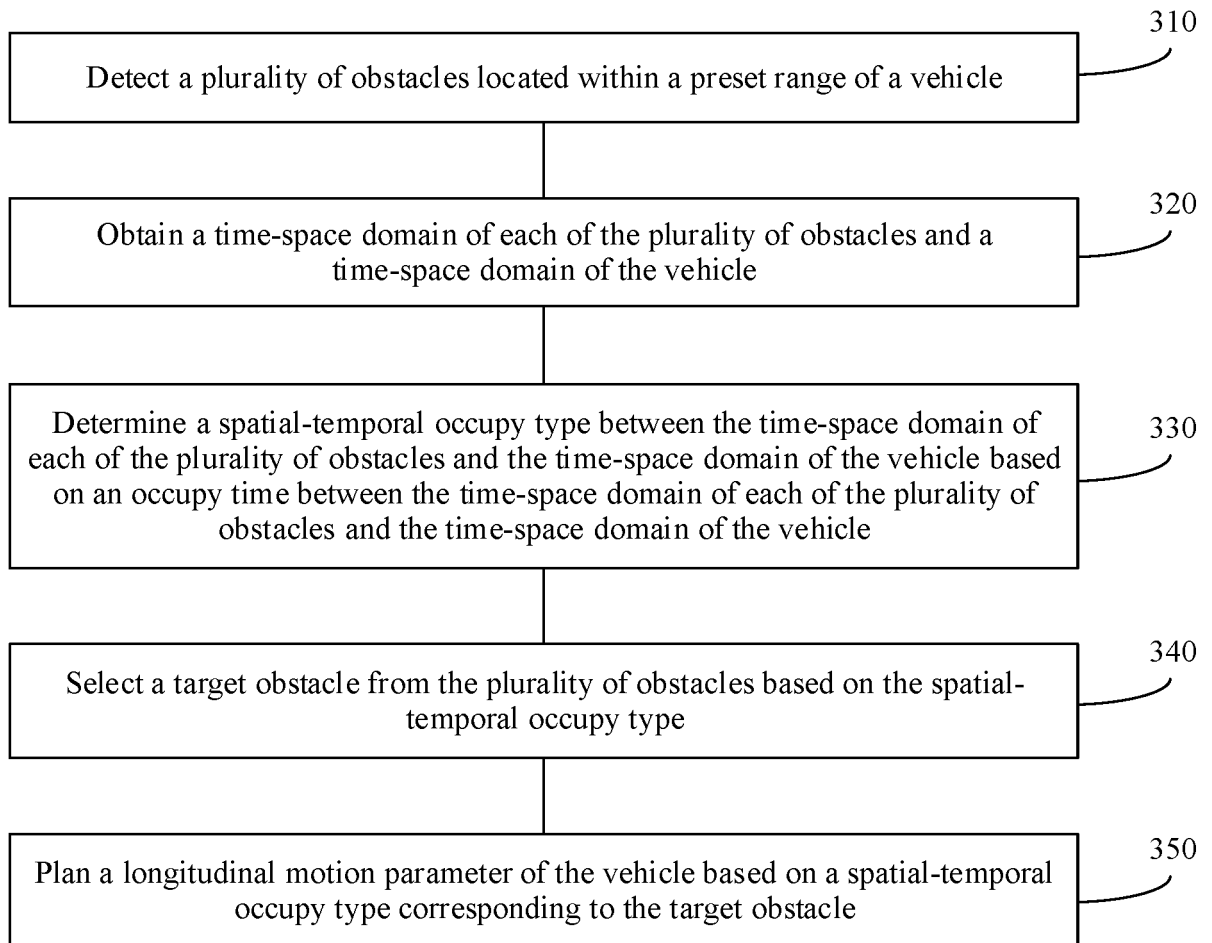 310
Detect a plurality of obstacles located within a preset range of a vehicle
320
Obtain a time-space domain of each of the plurality of obstacles and a
time-space domain of the vehicle
330
Determine a spatial-temporal occupy type between the time-space domain of
each of the plurality of obstacles and the time-space domain of the vehicle based
on an occupy time between the time-space domain of each of the plurality of
obstacles and the time-space domain of the vehicle
340
Select a target obstacle from the plurality of obstacles based on the spatial-
temporal occupy type
350
Plan a longitudinal motion parameter of the vehicle based on a spatial-temporal
occupy type corresponding to the target obstacle